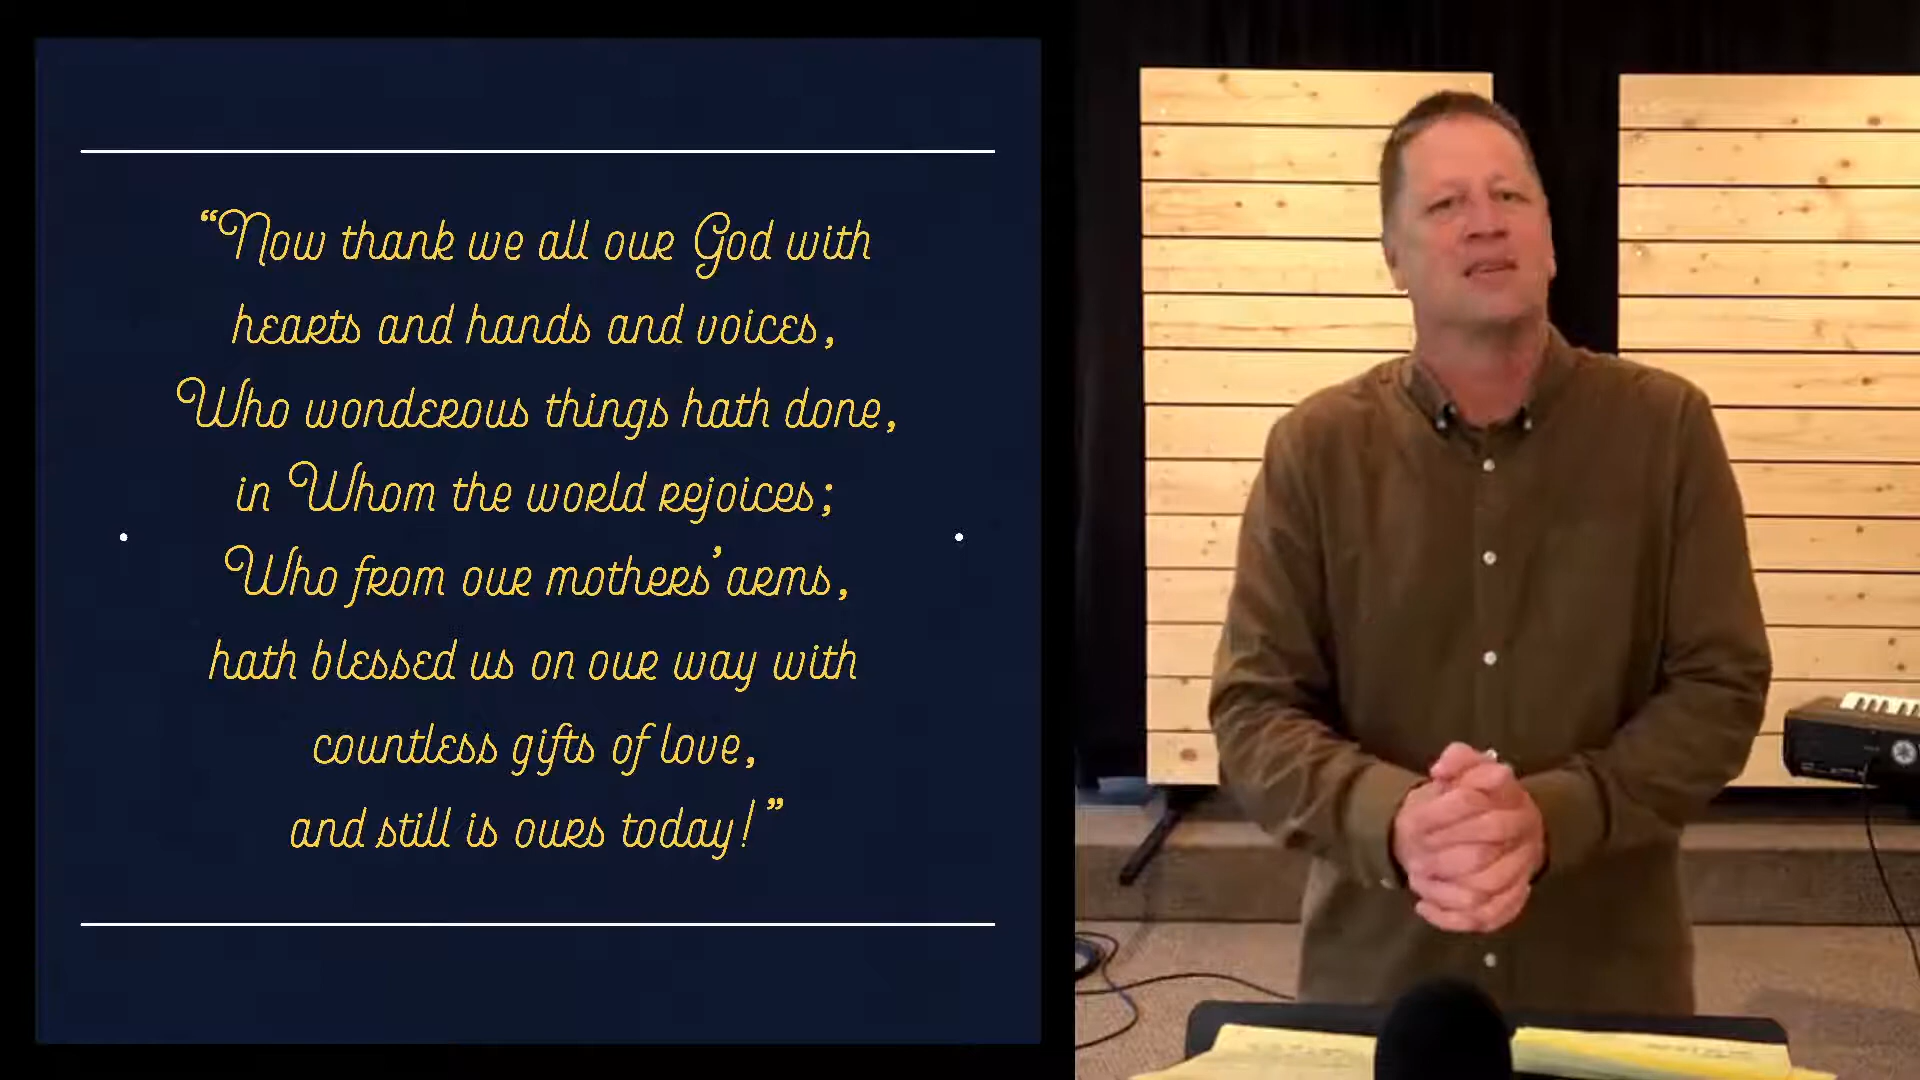 “Now thank we all our God with
hearts and hands and voices,
Who wonderous things hath done,
in Whom the world rejoices;
Who from our mothers’ arms,
hath blessed us on our way with
countless gifts of love,
and still is ours today!”